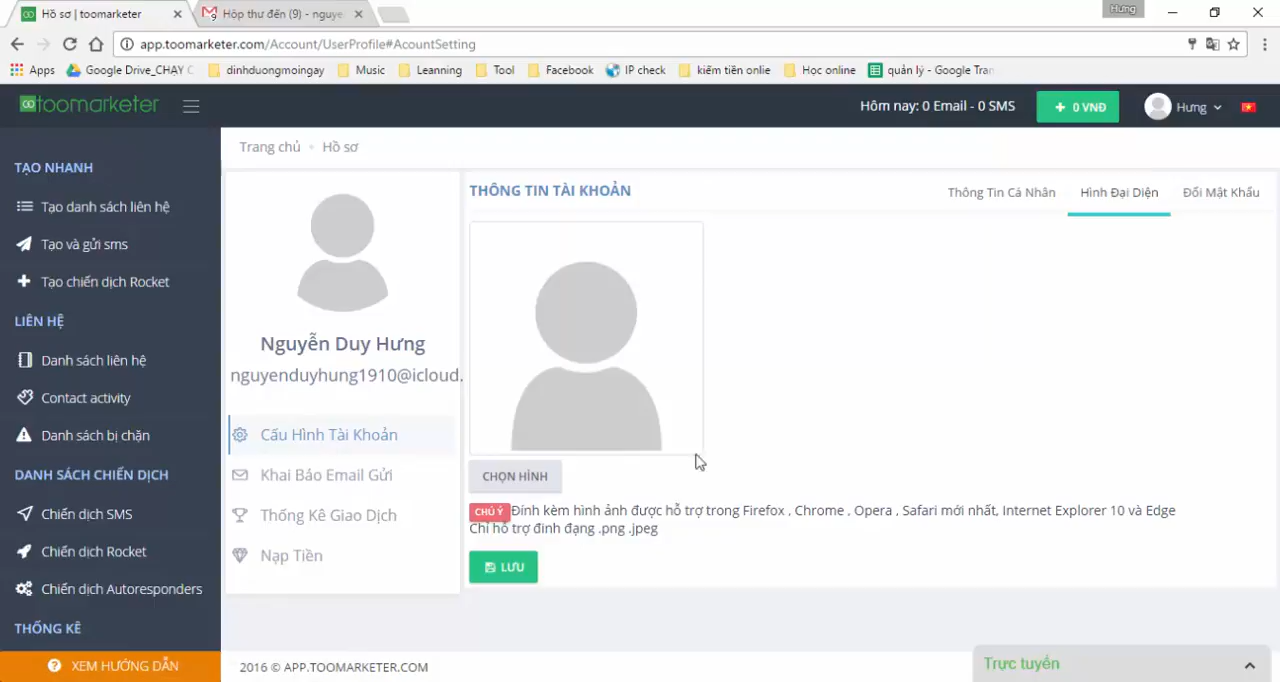 Hồ sơ | toomarketer
Hộp thư đến (9) - nguye
Hưng
app.toomarketer.com/Account/UserProfile#AcountSetting
Apps
Google Drive_CHẠY C
dinhduongmoingay
Music
Leanning
Tool
Facebook
IP check
kiếm tiền onlie
Học online
quản lý - Google Tran
toomarketer
Hôm nay: 0 Email - 0 SMS
+ 0 VNĐ
Hưng
TẠO NHANH
Tạo danh sách liên hệ
Tạo và gửi sms
Tạo chiến dịch Rocket
LIÊN HỆ
Danh sách liên hệ
Contact activity
Danh sách bị chặn
DANH SÁCH CHIẾN DỊCH
Chiến dịch SMS
Chiến dịch Rocket
Chiến dịch Autoresponders
THỐNG KÊ
XEM HƯỚNG DẪN
Trang chủ
Hồ sơ
Nguyễn Duy Hưng
nguyenduyhung1910@icloud.
Cấu Hình Tài Khoản
Khai Báo Email Gửi
Thống Kê Giao Dịch
Nạp Tiền
THÔNG TIN TÀI KHOẢN
Thông Tin Cá Nhân
Hình Đại Diện
Đổi Mật Khẩu
CHỌN HÌNH
CHÚ Ý Đính kèm hình ảnh được hỗ trợ trong Firefox , Chrome , Opera , Safari mới nhất, Internet Explorer 10 và Edge
Chỉ hỗ trợ đinh đạng .png .jpeg
LƯU
2016 © APP.TOOMARKETER.COM
Trực tuyến